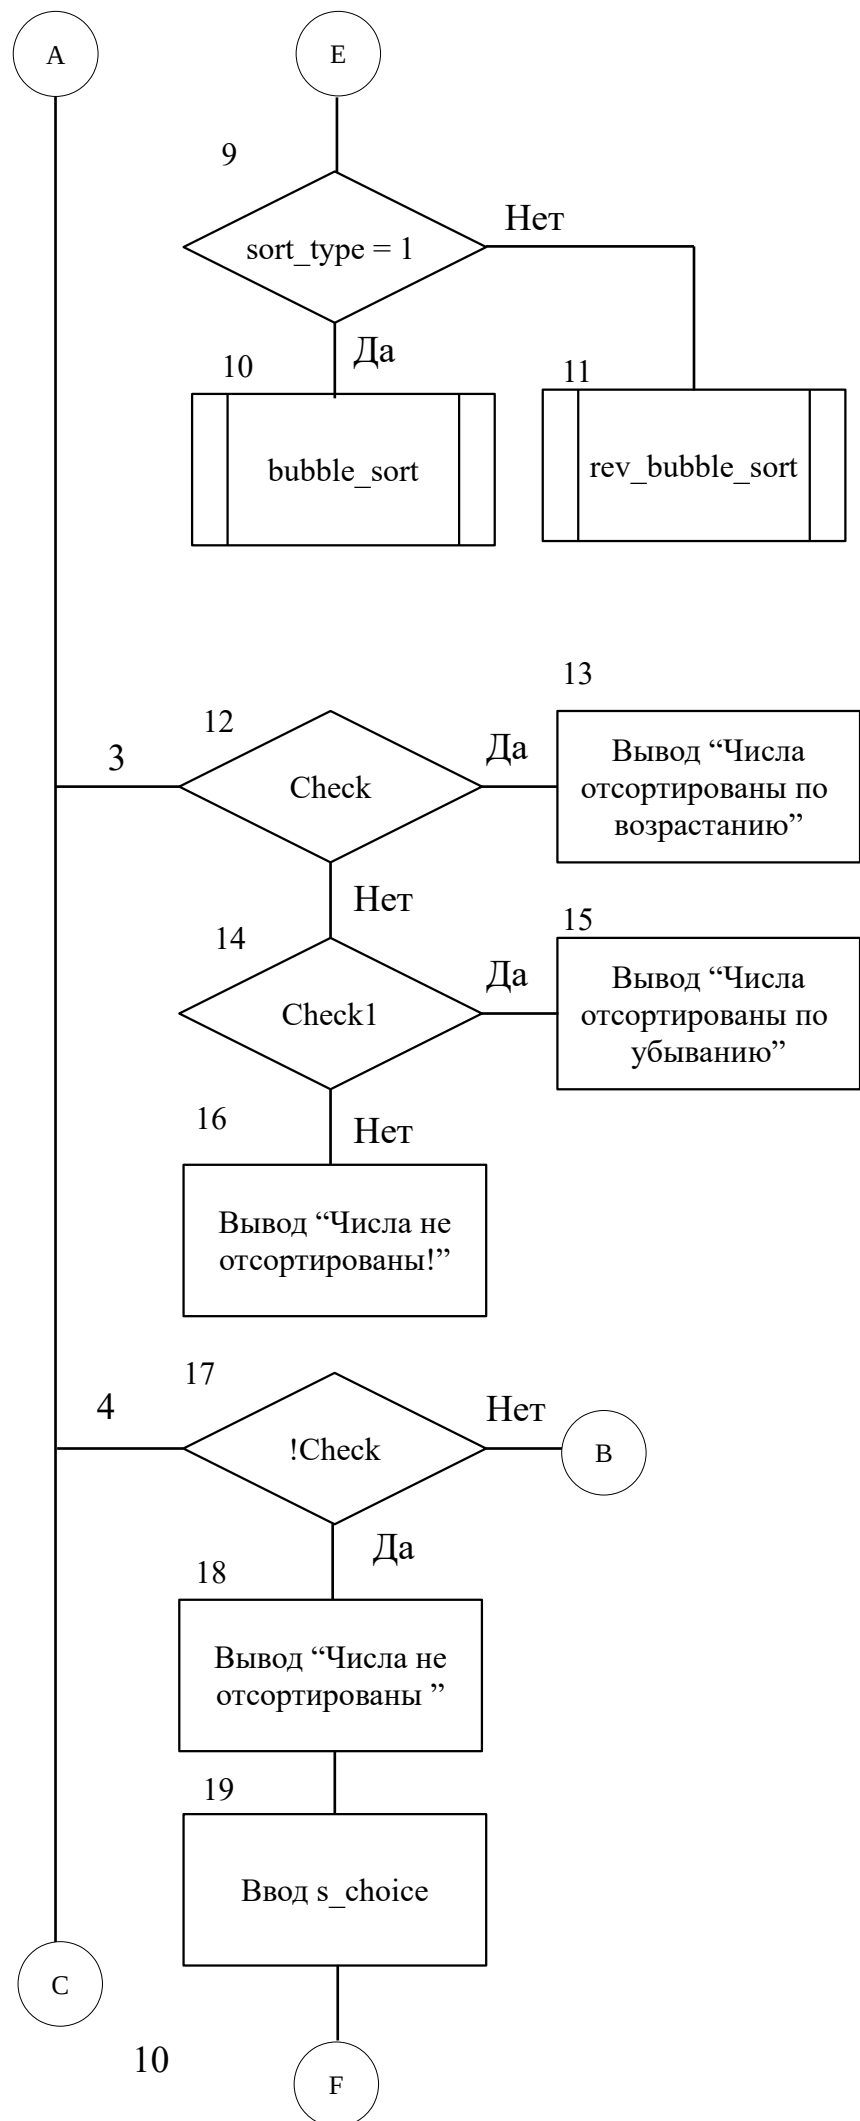 A
E
9
sort_type = 1
Нет
Да
10
bubble_sort
11
rev_bubble_sort
12
3
Check
Да
13
Вывод “Числа
отсортированы по
возрастанию”
Нет
14
Check1
Да
15
Вывод “Числа
отсортированы по
убыванию”
16
Нет
Вывод “Числа не
отсортированы!”
17
4
!Check
Нет
B
Да
18
Вывод “Числа не
отсортированы ”
19
Ввод s_choice
C
10
F